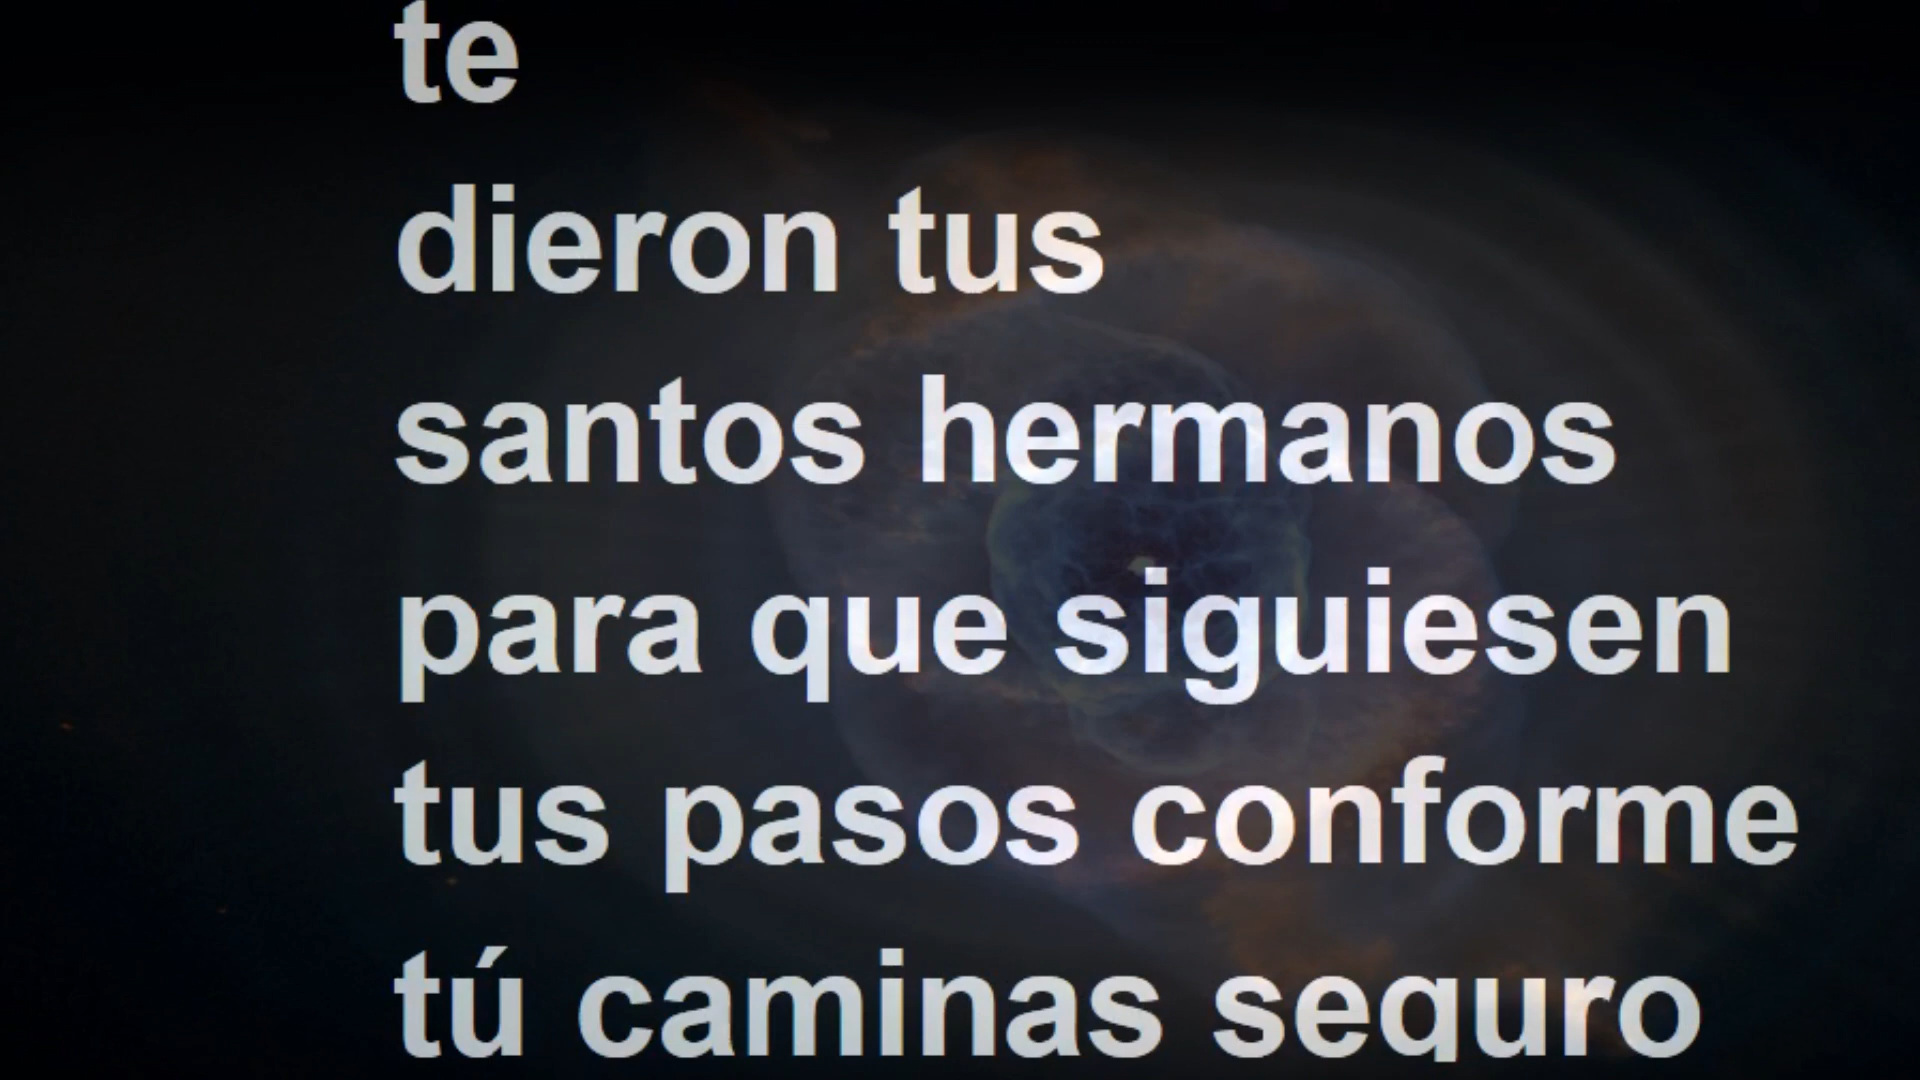 te
dieron tus
santos hermanos
para que siguiesen
tus pasos conforme
tú caminas seguro